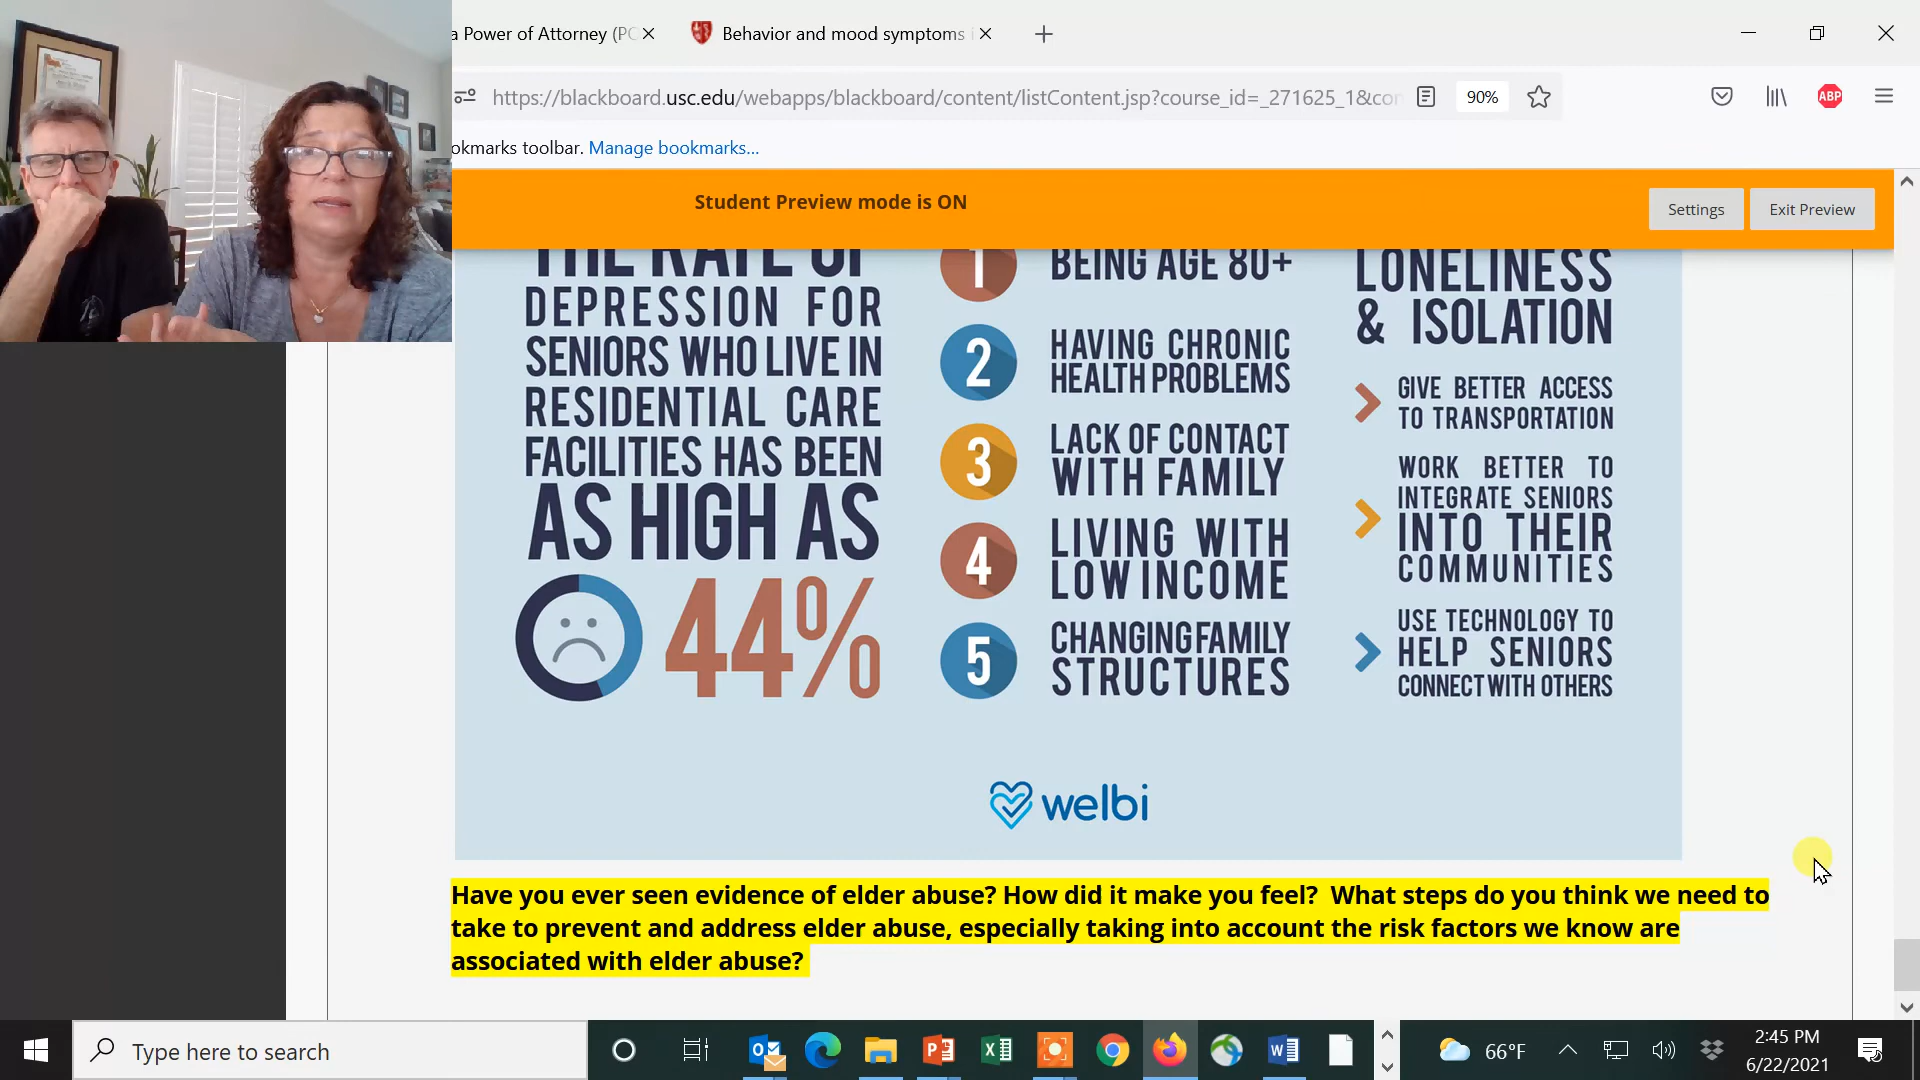 a Power of Attorney (PC
Behavior and mood symptoms i
https://blackboard.usc.edu/webapps/blackboard/content/listContent.jsp?course_id=_271625_1&cor
90%
ABP
okmarks toolbar. Manage bookmarks...
Student Preview mode is ON
Settings
Exit Preview
THE RATE OF
DEPRESSION FOR
SENIORS WHO LIVE IN
RESIDENTIAL CARE
FACILITIES HAS BEEN
AS HIGH AS
44%
1
BEING AGE 80+
2
HAVING CHRONIC
HEALTH PROBLEMS
3
LACK OF CONTACT
WITH FAMILY
4
LIVING WITH
LOW INCOME
5
CHANGING FAMILY
STRUCTURES
LONELINESS
& ISOLATION
GIVE BETTER ACCESS
TO TRANSPORTATION
WORK BETTER TO
INTEGRATE SENIORS
INTO THEIR
COMMUNITIES
USE TECHNOLOGY TO
HELP SENIORS
CONNECT WITH OTHERS
welbi
Have you ever seen evidence of elder abuse? How did it make you feel? What steps do you think we need to
take to prevent and address elder abuse, especially taking into account the risk factors we know are
associated with elder abuse?
Type here to search
66°F
2:45 PM
6/22/2021